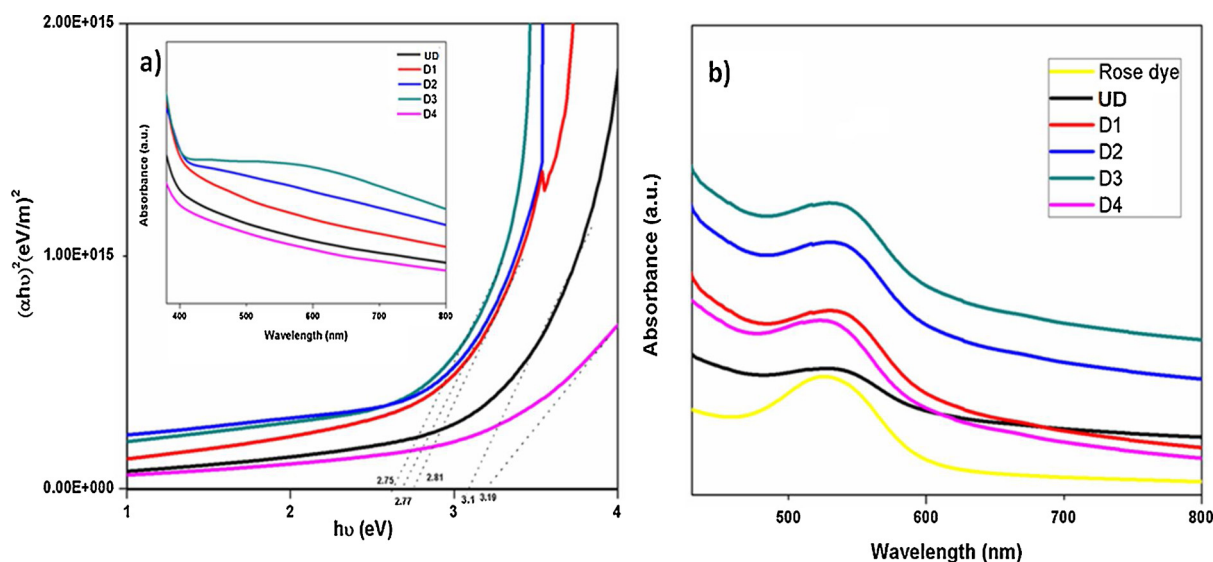 2.00E+015
1.00E+015
0.00E+000
(αhυ)² (eV/m)²
a)
UD
D1
D2
D3
D4
Absorbance (a.u.)
400
500
600
700
800
Wavelength (nm)
2.75
2.77
2.81
3.1
3.19
1
2
3
4
hυ (eV)
b)
Rose dye
UD
D1
D2
D3
D4
Absorbance (a.u.)
500
600
700
800
Wavelength (nm)